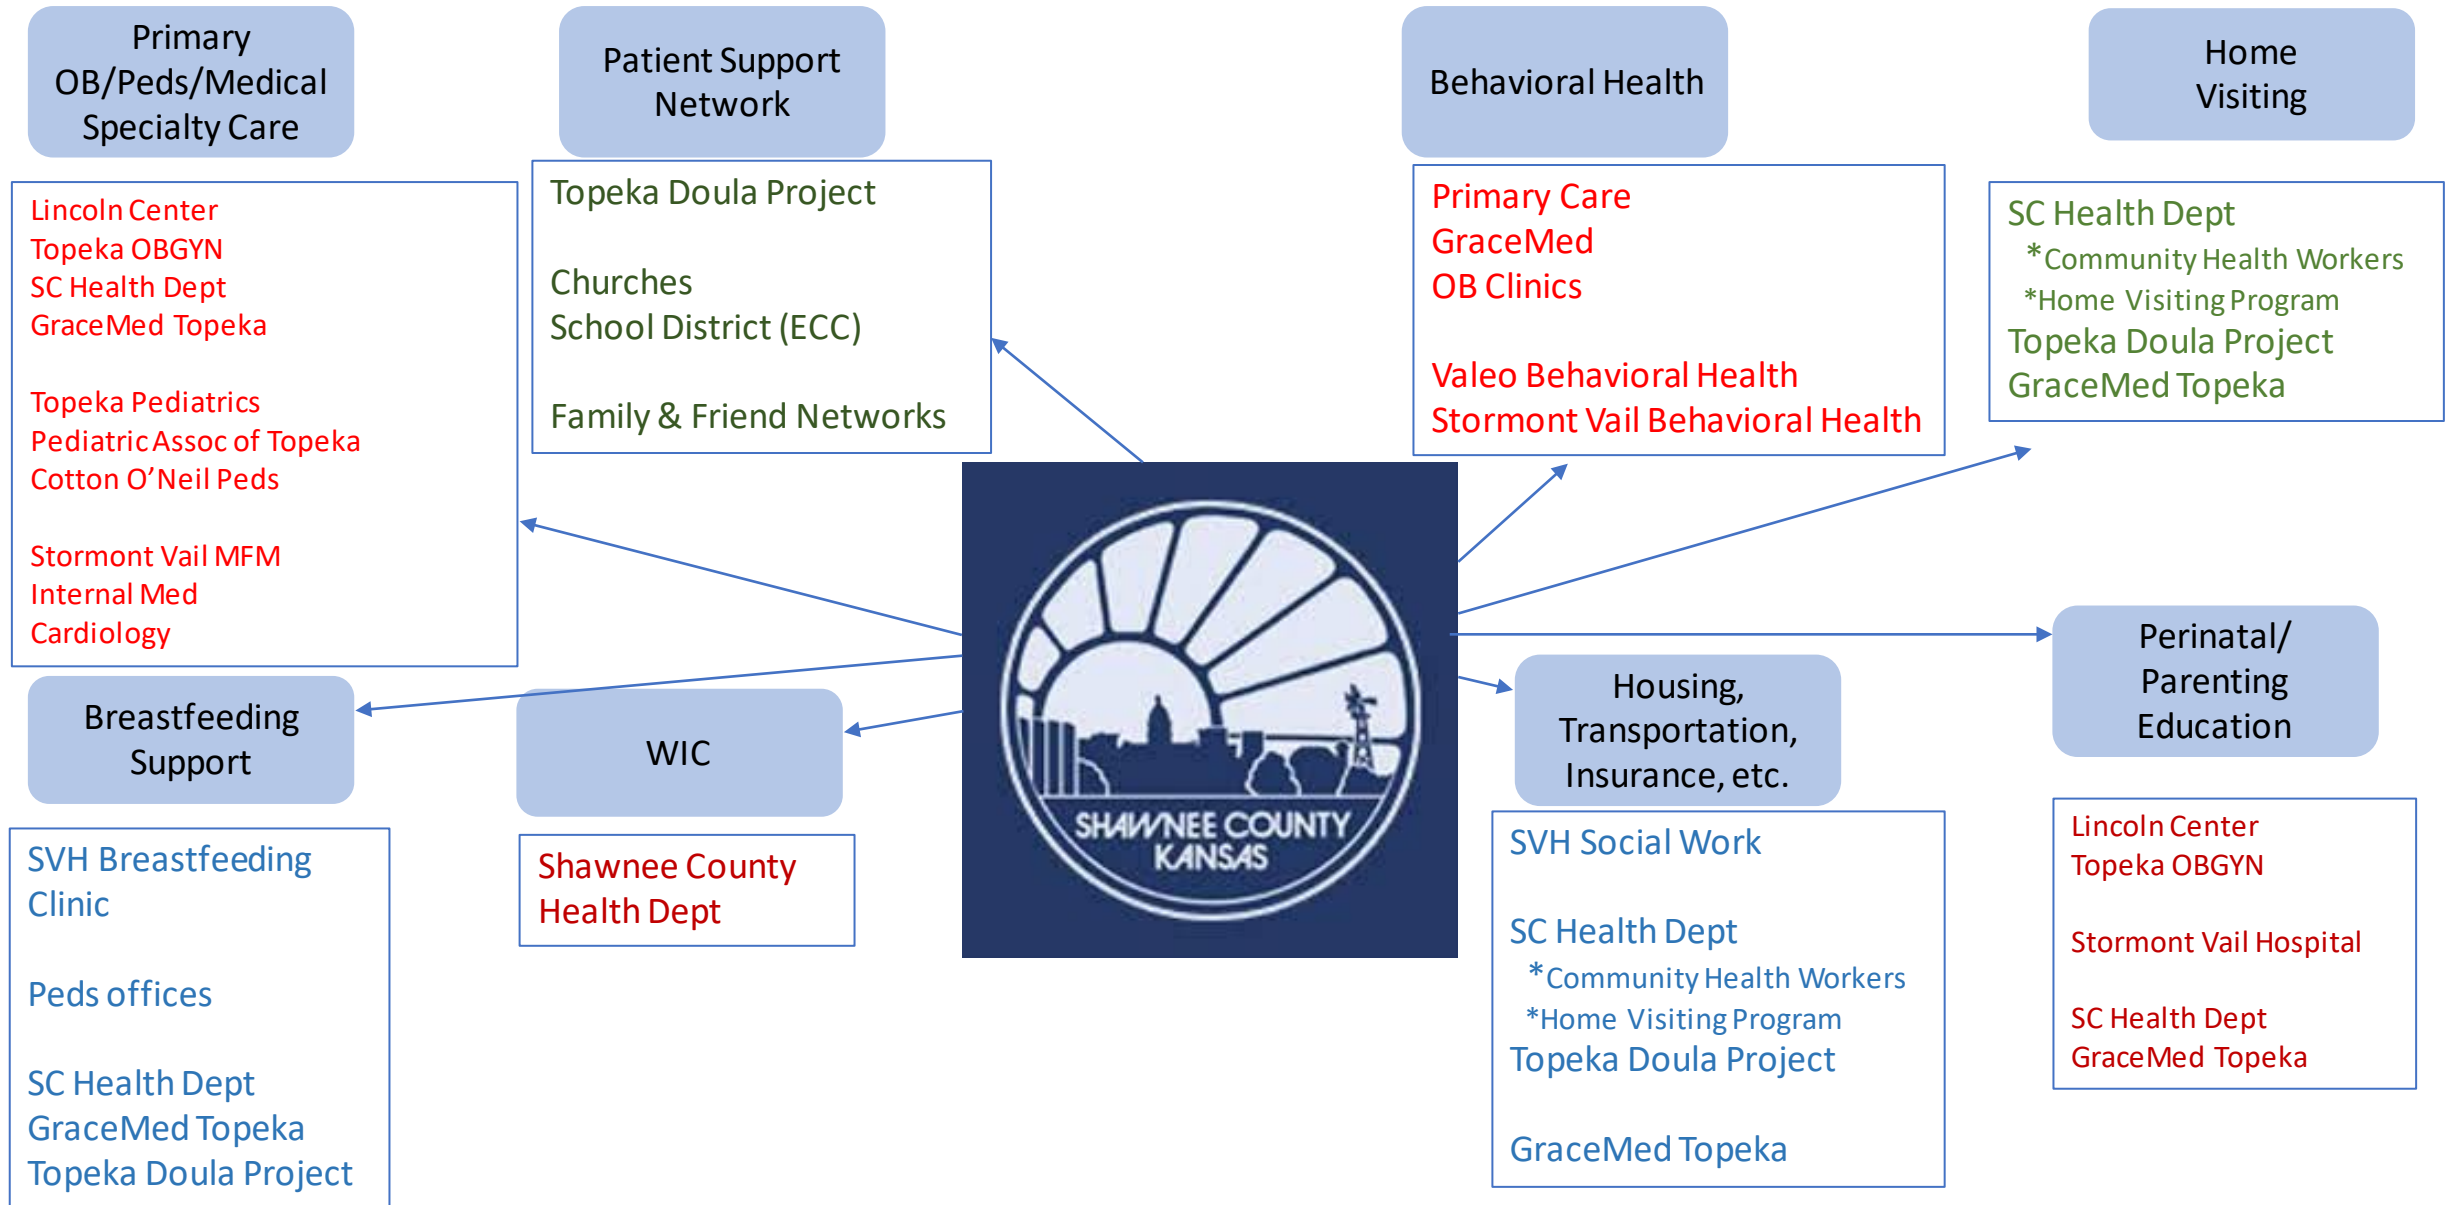 Primary
OB/Peds/Medical
Specialty Care
Lincoln Center
Topeka OBGYN
SC Health Dept
GraceMed Topeka
Topeka Pediatrics
Pediatric Assoc of Topeka
Cotton O’Neil Peds
Stormont Vail MFM
Internal Med
Cardiology
Patient Support
Network
Topeka Doula Project
Churches
School District (ECC)
Family & Friend Networks
Behavioral Health
Primary Care
GraceMed
OB Clinics
Valeo Behavioral Health
Stormont Vail Behavioral Health
Home
Visiting
SC Health Dept
*Community Health Workers
*Home Visiting Program
Topeka Doula Project
GraceMed Topeka
Breastfeeding
Support
SVH Breastfeeding
Clinic
Peds offices
SC Health Dept
GraceMed Topeka
Topeka Doula Project
WIC
Shawnee County
Health Dept
SHAWNEE COUNTY
KANSAS
Housing,
Transportation,
Insurance, etc.
SVH Social Work
SC Health Dept
*Community Health Workers
*Home Visiting Program
Topeka Doula Project
GraceMed Topeka
Perinatal/
Parenting
Education
Lincoln Center
Topeka OBGYN
Stormont Vail Hospital
SC Health Dept
GraceMed Topeka